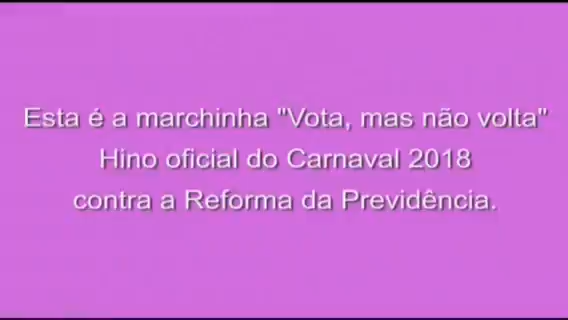 Esta é a marchinha "Vota, mas não volta"
Hino oficial do Carnaval 2018
contra a Reforma da Previdência.